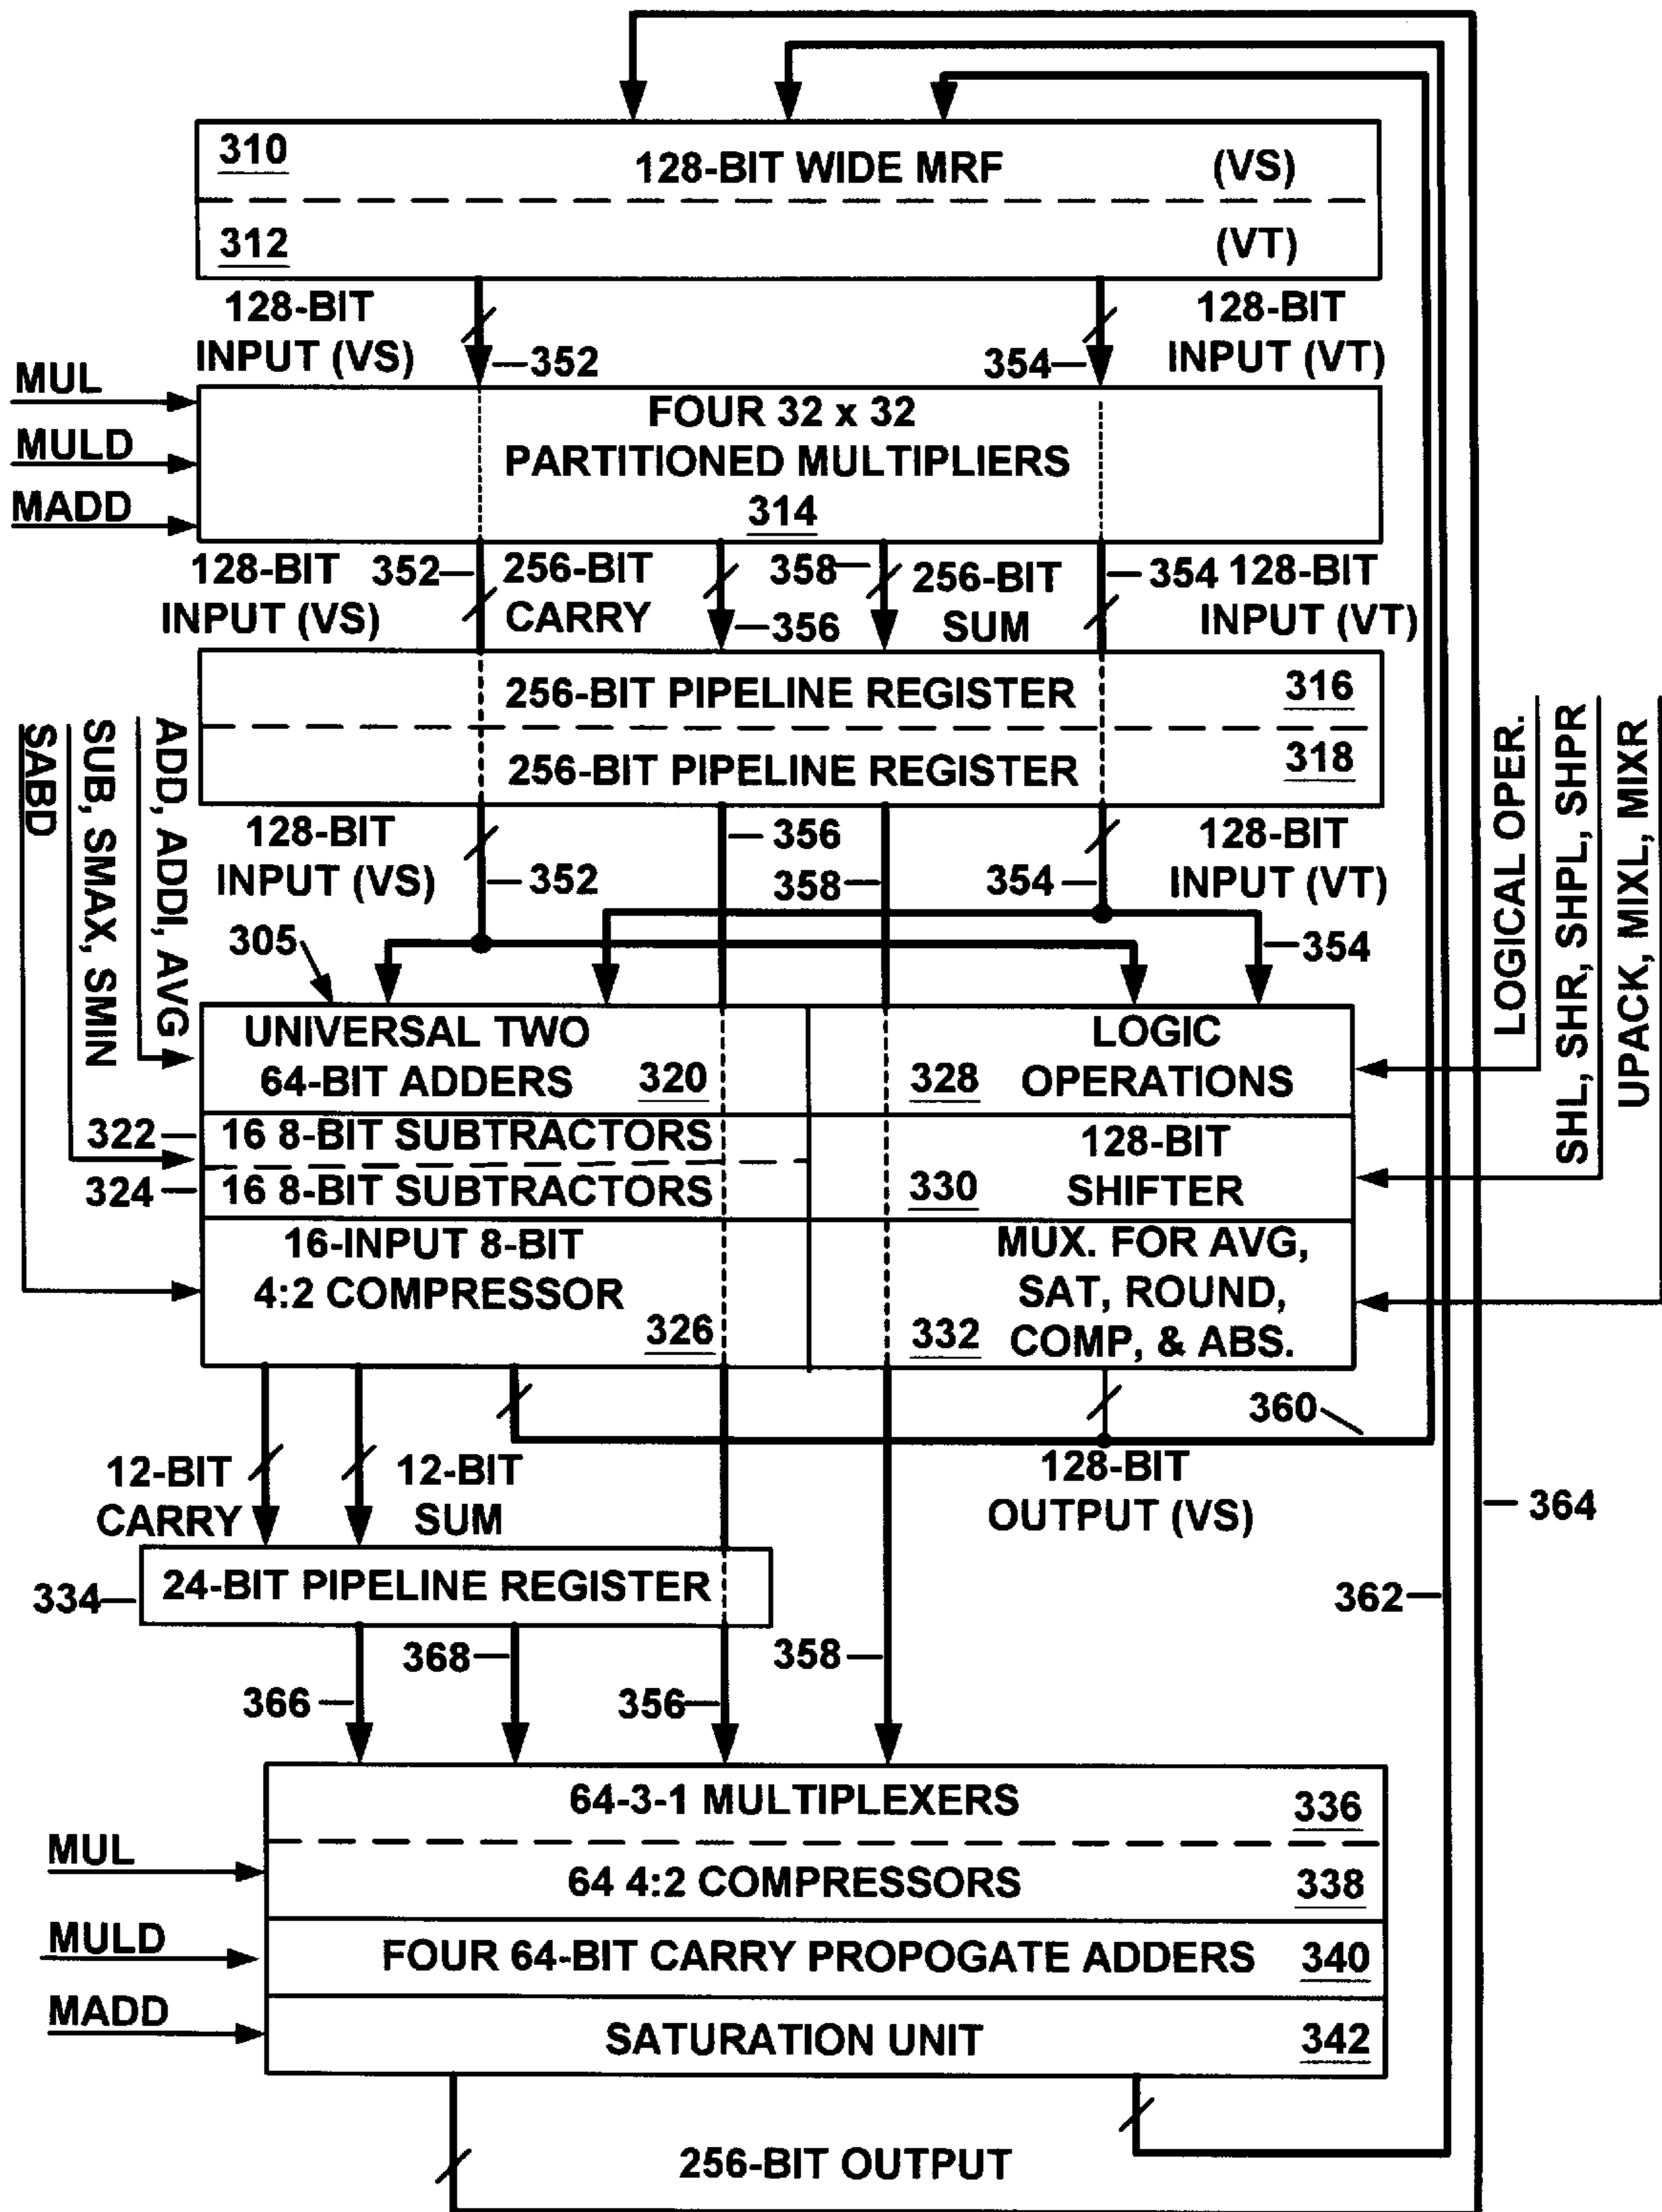 310 128-BIT WIDE MRF (VS)
312 (VT)
128-BIT INPUT (VS)
352
354
128-BIT INPUT (VT)
MUL
MULD
MADD
FOUR 32 x 32
PARTITIONED MULTIPLIERS
314
128-BIT INPUT (VS)
352
256-BIT CARRY
356
358
256-BIT SUM
354
128-BIT INPUT (VT)
256-BIT PIPELINE REGISTER 316
256-BIT PIPELINE REGISTER 318
SABD
SUB, SMAX, SMIN
ADD, ADDI, AVG
LOGICAL OPER.
SHL, SHR, SHPL, SHPR
UPACK, MIXL, MIXR
128-BIT INPUT (VS)
352
356
358
354
128-BIT INPUT (VT)
305
354
UNIVERSAL TWO
64-BIT ADDERS 320
328 LOGIC
OPERATIONS
322
16 8-BIT SUBTRACTORS
324
16 8-BIT SUBTRACTORS
128-BIT
330 SHIFTER
16-INPUT 8-BIT
4:2 COMPRESSOR
326
MUX. FOR AVG,
SAT, ROUND,
332 COMP, & ABS.
360
12-BIT CARRY
12-BIT SUM
128-BIT
OUTPUT (VS)
364
334
24-BIT PIPELINE REGISTER
362
366
368
356
358
64-3-1 MULTIPLEXERS 336
MUL
64 4:2 COMPRESSORS 338
MULD
FOUR 64-BIT CARRY PROPOGATE ADDERS 340
MADD
SATURATION UNIT 342
256-BIT OUTPUT